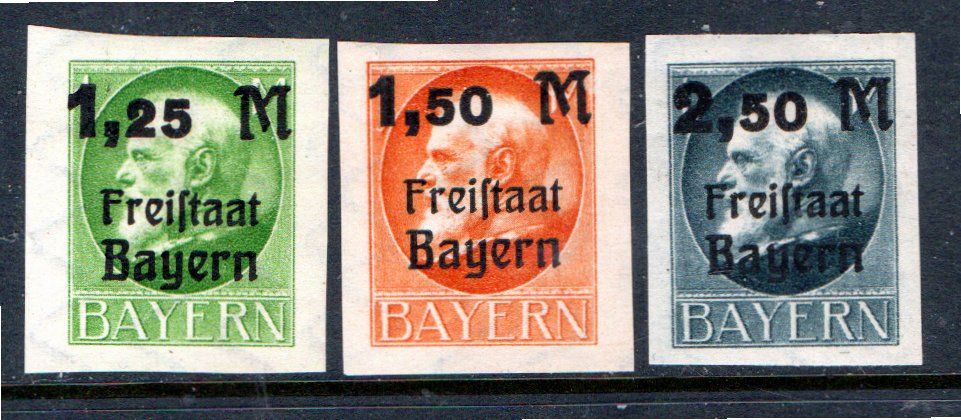 1,25 M
Freiſtaat
Bayern
BAYERN
1,50 M
Freiſtaat
Bayern
BAYERN
2,50 M
Freiſtaat
Bayern
BAYERN